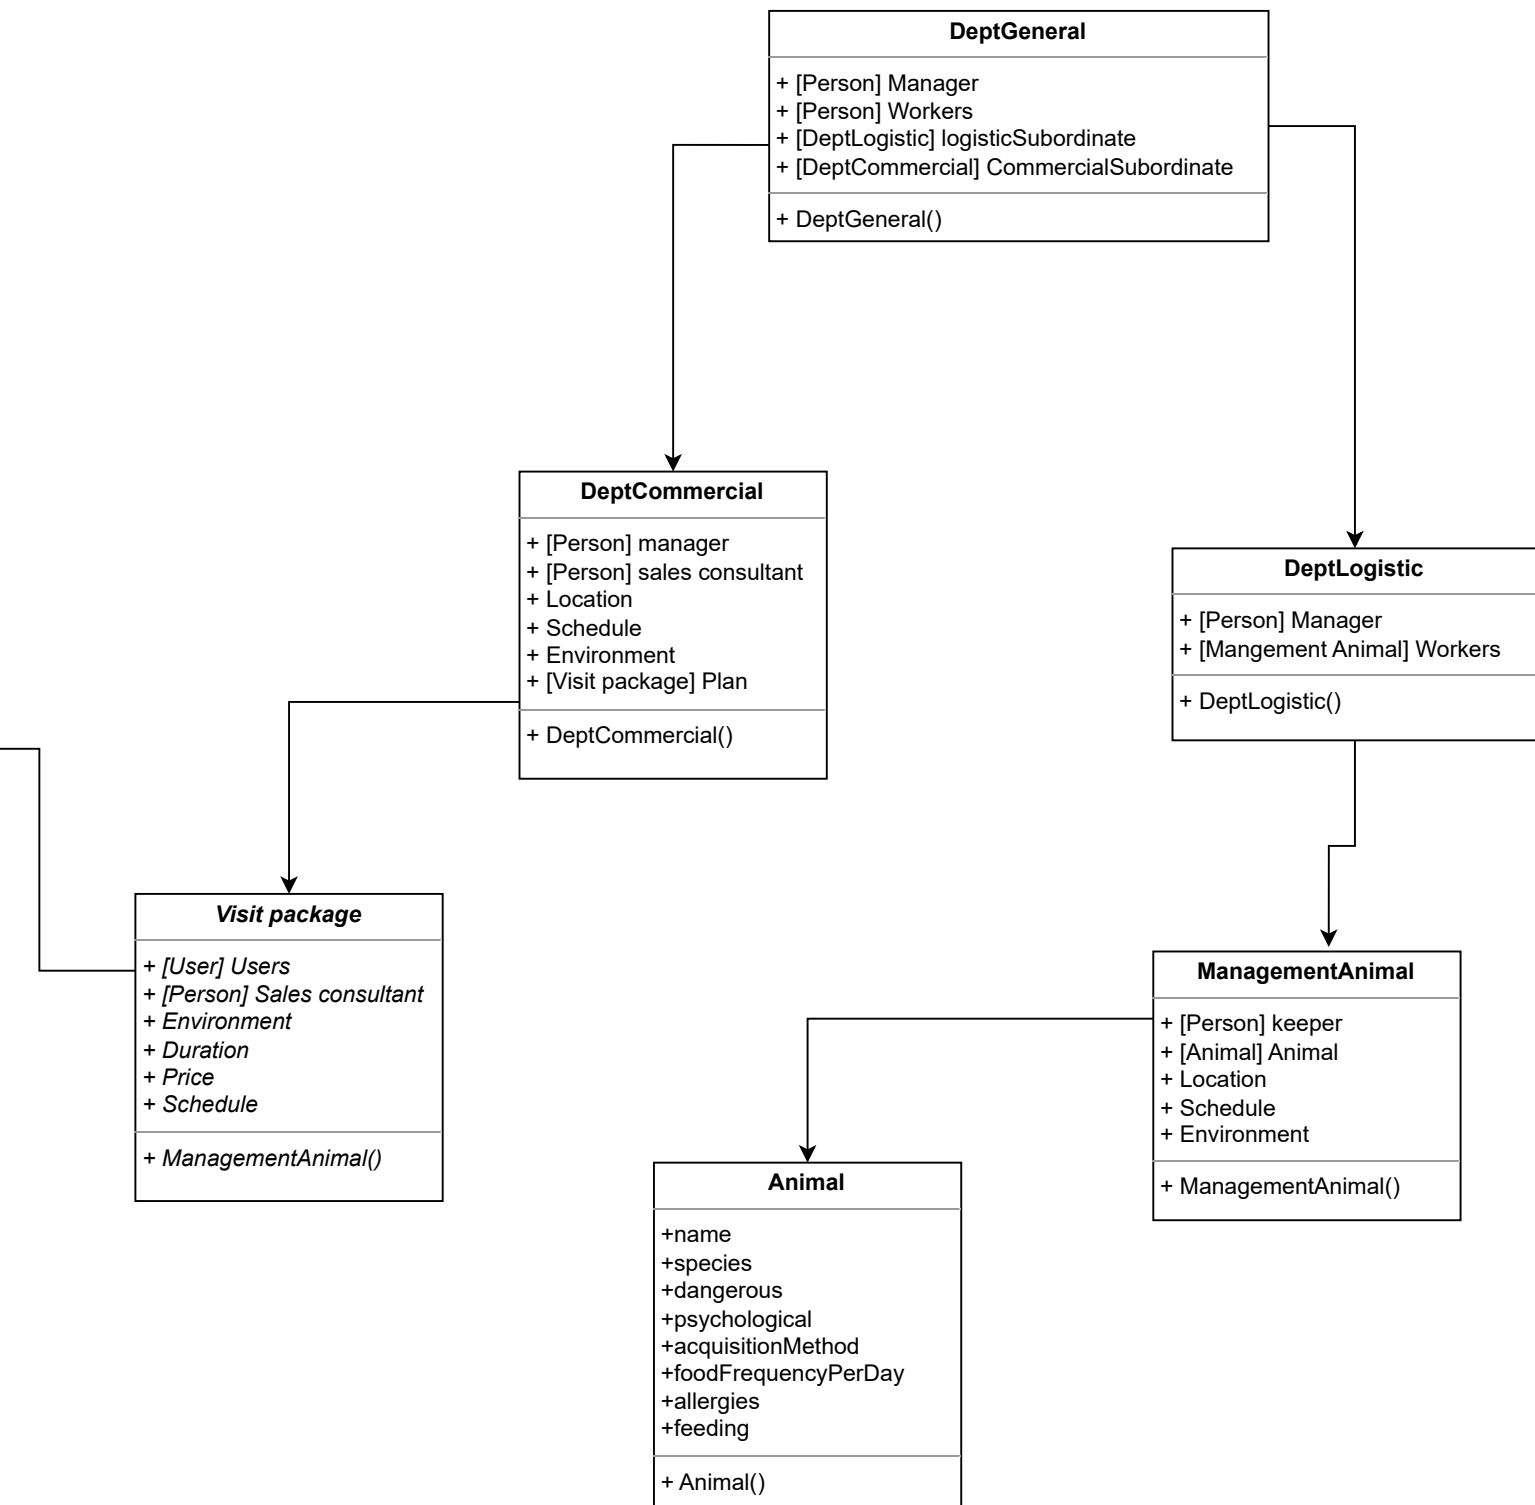 DeptGeneral
+ [Person] Manager
+ [Person] Workers
+ [DeptLogistic] logisticSubordinate
+ [DeptCommercial] CommercialSubordinate
+ DeptGeneral()
DeptCommercial
+ [Person] manager
+ [Person] sales consultant
+ Location
+ Schedule
+ Environment
+ [Visit package] Plan
+ DeptCommercial()
DeptLogistic
+ [Person] Manager
+ [Mangement Animal] Workers
+ DeptLogistic()
Visit package
+ [User] Users
+ [Person] Sales consultant
+ Environment
+ Duration
+ Price
+ Schedule
+ ManagementAnimal()
ManagementAnimal
+ [Person] keeper
+ [Animal] Animal
+ Location
+ Schedule
+ Environment
+ ManagementAnimal()
Animal
+name
+species
+dangerous
+psychological
+acquisitionMethod
+foodFrequencyPerDay
+allergies
+feeding
+ Animal()